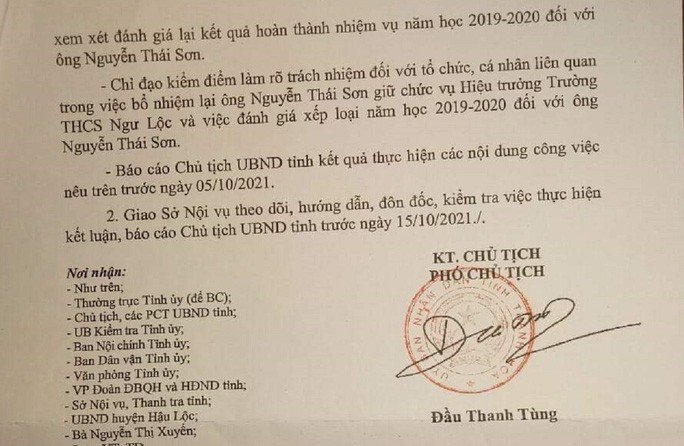 xem xét đánh giá lại kết quả hoàn thành nhiệm vụ năm học 2019-2020 đối với
ông Nguyễn Thái Sơn.
- Chỉ đạo kiểm điểm làm rõ trách nhiệm đối với tổ chức, cá nhân liên quan
trong việc bổ nhiệm lại ông Nguyễn Thái Sơn giữ chức vụ Hiệu trưởng Trường
THCS Ngư Lộc và việc đánh giá xếp loại năm học 2019-2020 đối với ông
Nguyễn Thái Sơn.
- Báo cáo Chủ tịch UBND tỉnh kết quả thực hiện các nội dung công việc
nêu trên trước ngày 05/10/2021.
2. Giao Sở Nội vụ theo dõi, hướng dẫn, đôn đốc, kiểm tra việc thực hiện
kết luận, báo cáo Chủ tịch UBND tỉnh trước ngày 15/10/2021./.
Nơi nhận:
- Như trên;
- Thường trực Tỉnh ủy (để BC);
- Chủ tịch, các PCT UBND tỉnh;
- UB Kiểm tra Tỉnh ủy;
- Ban Nội chính Tỉnh ủy;
- Ban Dân vận Tỉnh ủy;
- Văn phòng Tỉnh ủy;
- VP Đoàn ĐBQH và HĐND tỉnh;
- Sở Nội vụ, Thanh tra tỉnh;
- UBND huyện Hậu Lộc;
- Bà Nguyễn Thị Xuyến;
KT. CHỦ TỊCH
PHÓ CHỦ TỊCH
ỦY BAN NHÂN DÂN TỈNH THANH HÓA
Đầu Thanh Tùng